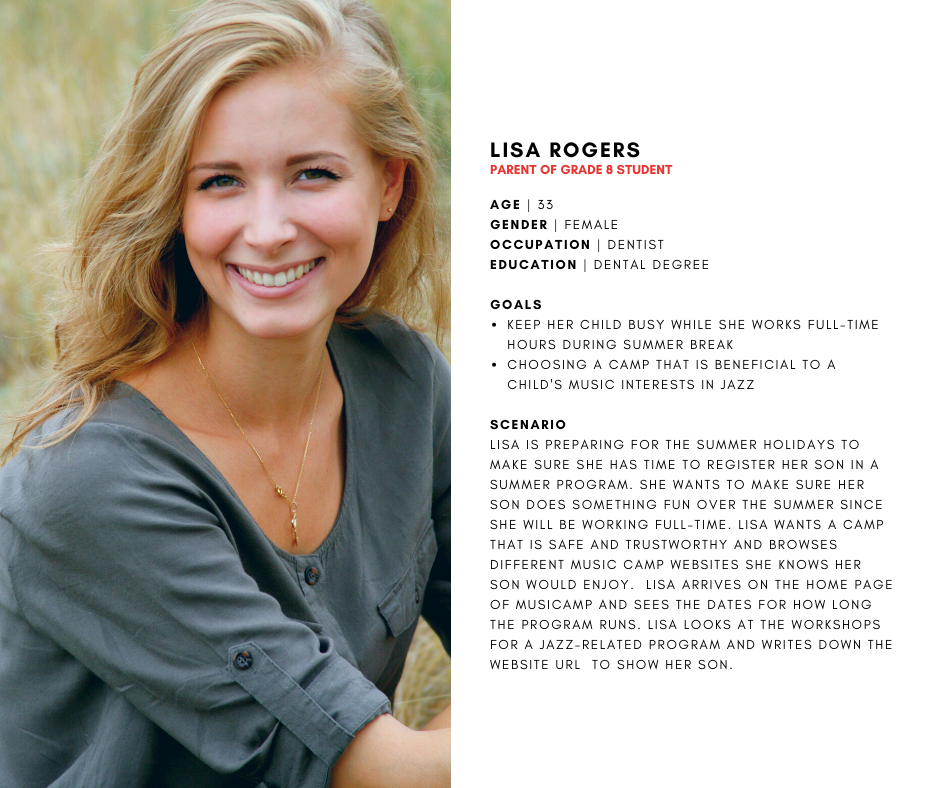 LISA ROGERS
PARENT OF GRADE 8 STUDENT
AGE | 33
GENDER | FEMALE
OCCUPATION | DENTIST
EDUCATION | DENTAL DEGREE
GOALS
• KEEP HER CHILD BUSY WHILE SHE WORKS FULL-TIME
HOURS DURING SUMMER BREAK
• CHOOSING A CAMP THAT IS BENEFICIAL TO A
CHILD'S MUSIC INTERESTS IN JAZZ
SCENARIO
LISA IS PREPARING FOR THE SUMMER HOLIDAYS TO
MAKE SURE SHE HAS TIME TO REGISTER HER SON IN A
SUMMER PROGRAM. SHE WANTS TO MAKE SURE HER
SON DOES SOMETHING FUN OVER THE SUMMER SINCE
SHE WILL BE WORKING FULL-TIME. LISA WANTS A CAMP
THAT IS SAFE AND TRUSTWORTHY AND BROWSES
DIFFERENT MUSIC CAMP WEBSITES SHE KNOWS HER
SON WOULD ENJOY.  LISA ARRIVES ON THE HOME PAGE
OF MUSICAMP AND SEES THE DATES FOR HOW LONG
THE PROGRAM RUNS. LISA LOOKS AT THE WORKSHOPS
FOR A JAZZ-RELATED PROGRAM AND WRITES DOWN THE
WEBSITE URL  TO SHOW HER SON.